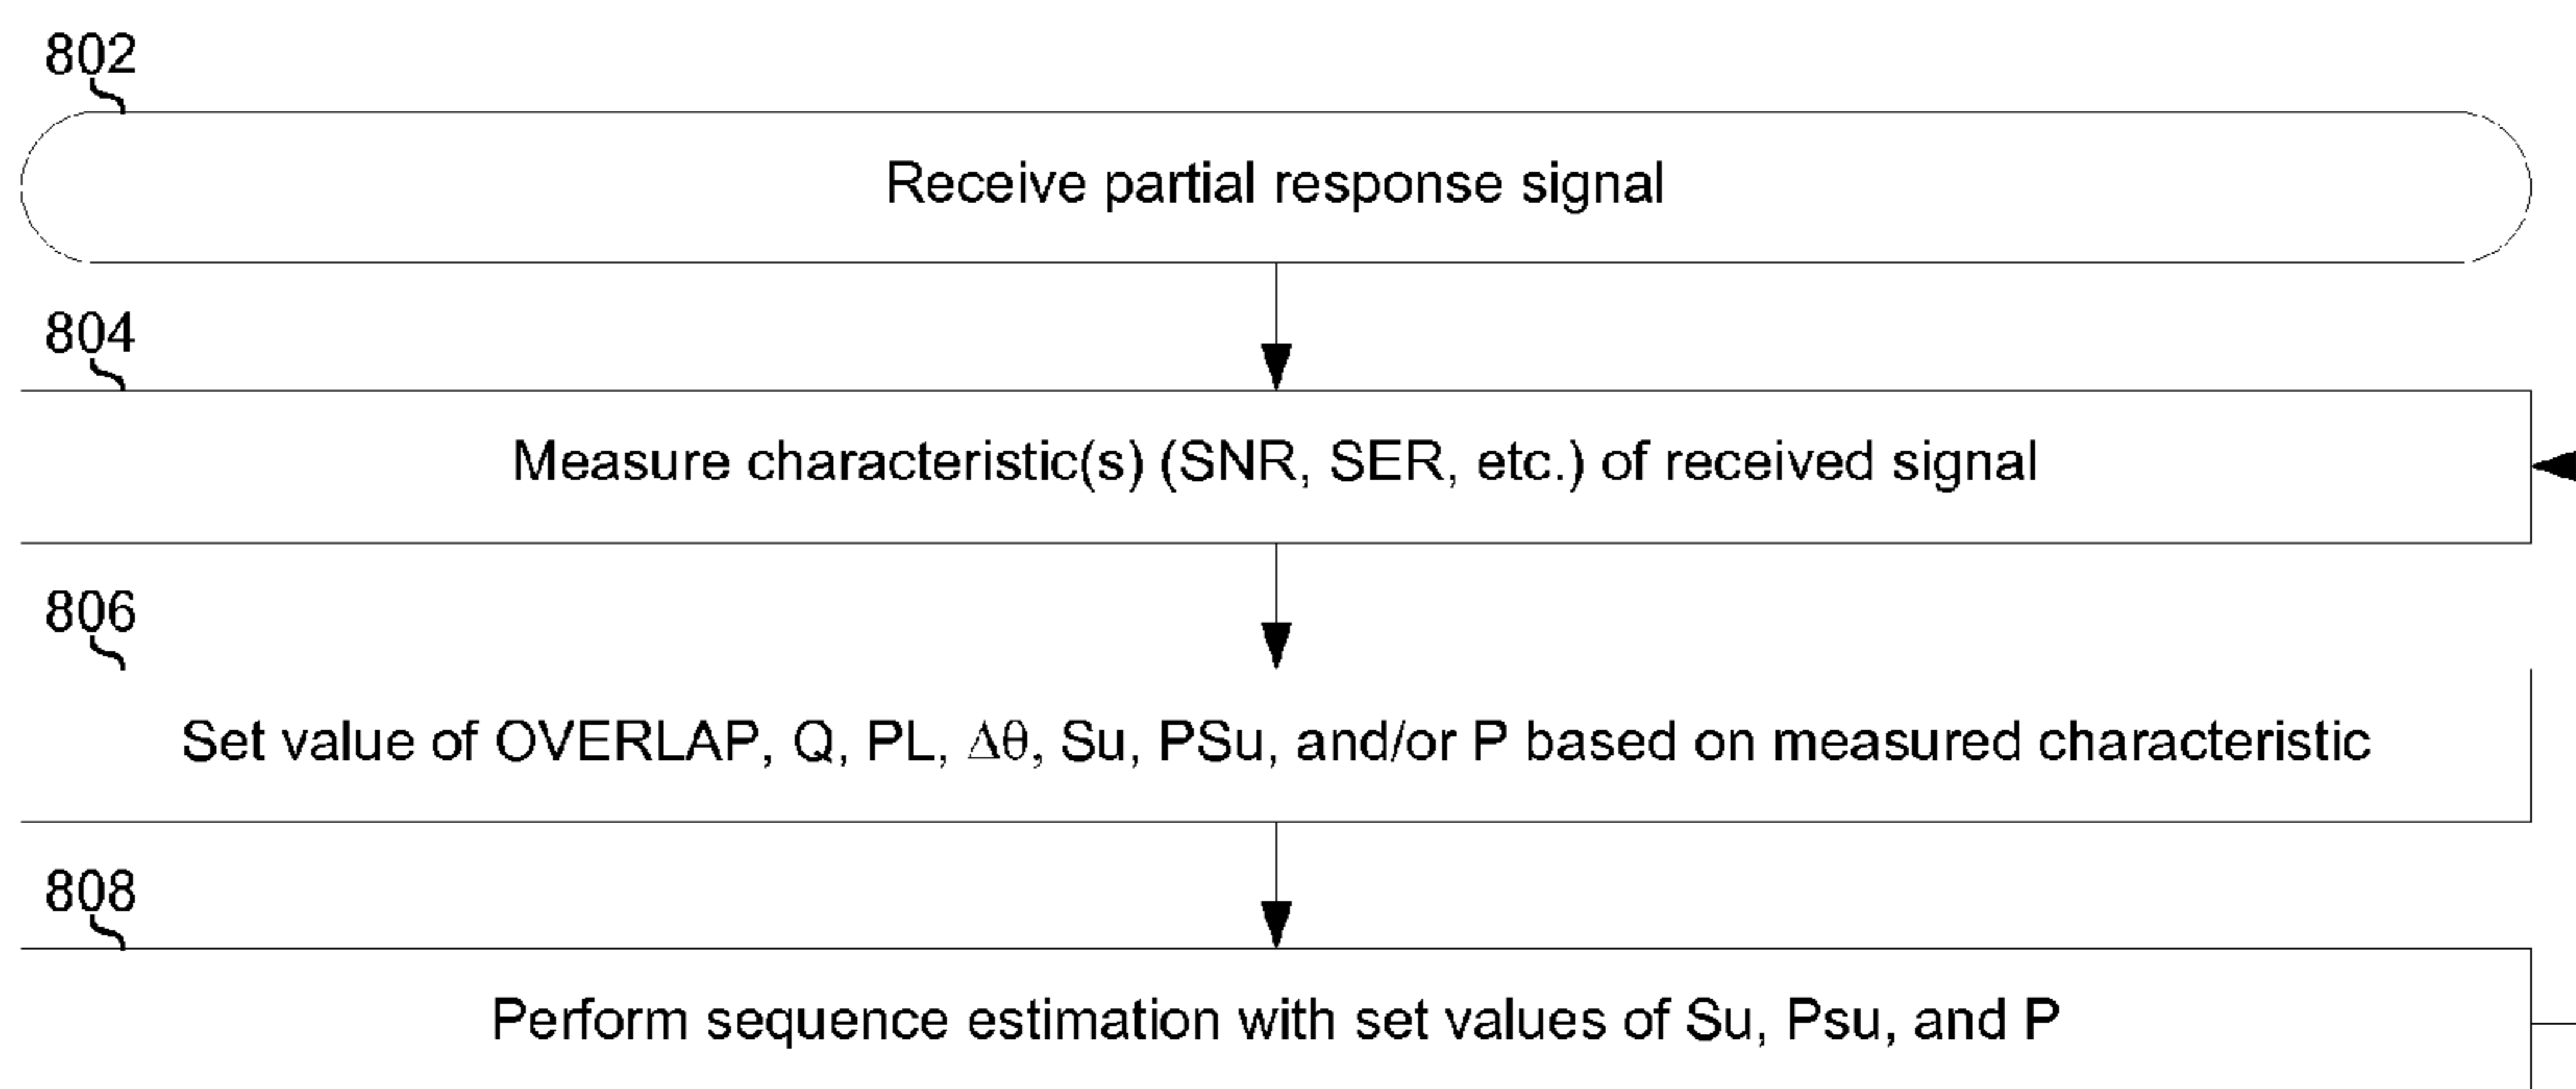 802
Receive partial response signal
804
Measure characteristic(s) (SNR, SER, etc.) of received signal
806
Set value of OVERLAP, Q, PL, Δθ, Su, PSu, and/or P based on measured characteristic
808
Perform sequence estimation with set values of Su, Psu, and P